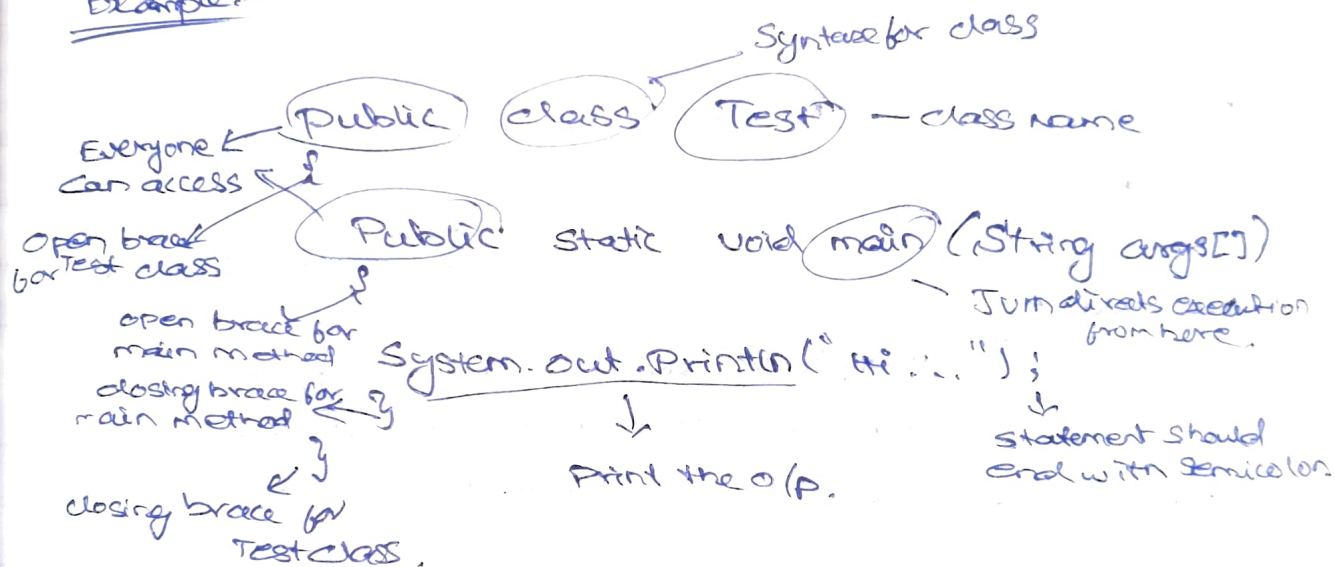 Example:
Syntaxe for class
public class Test — class name
Everyone
can access
{
Public static void main (String args[])
Open brace
for Test class
{
Jvm directs execution
from here.
open brace for
main method
System.out.Println("Hi ...");
closing brace for
main method
}
Print the o/p.
Statement should
end with Semicolon.
}
closing brace for
Test class.